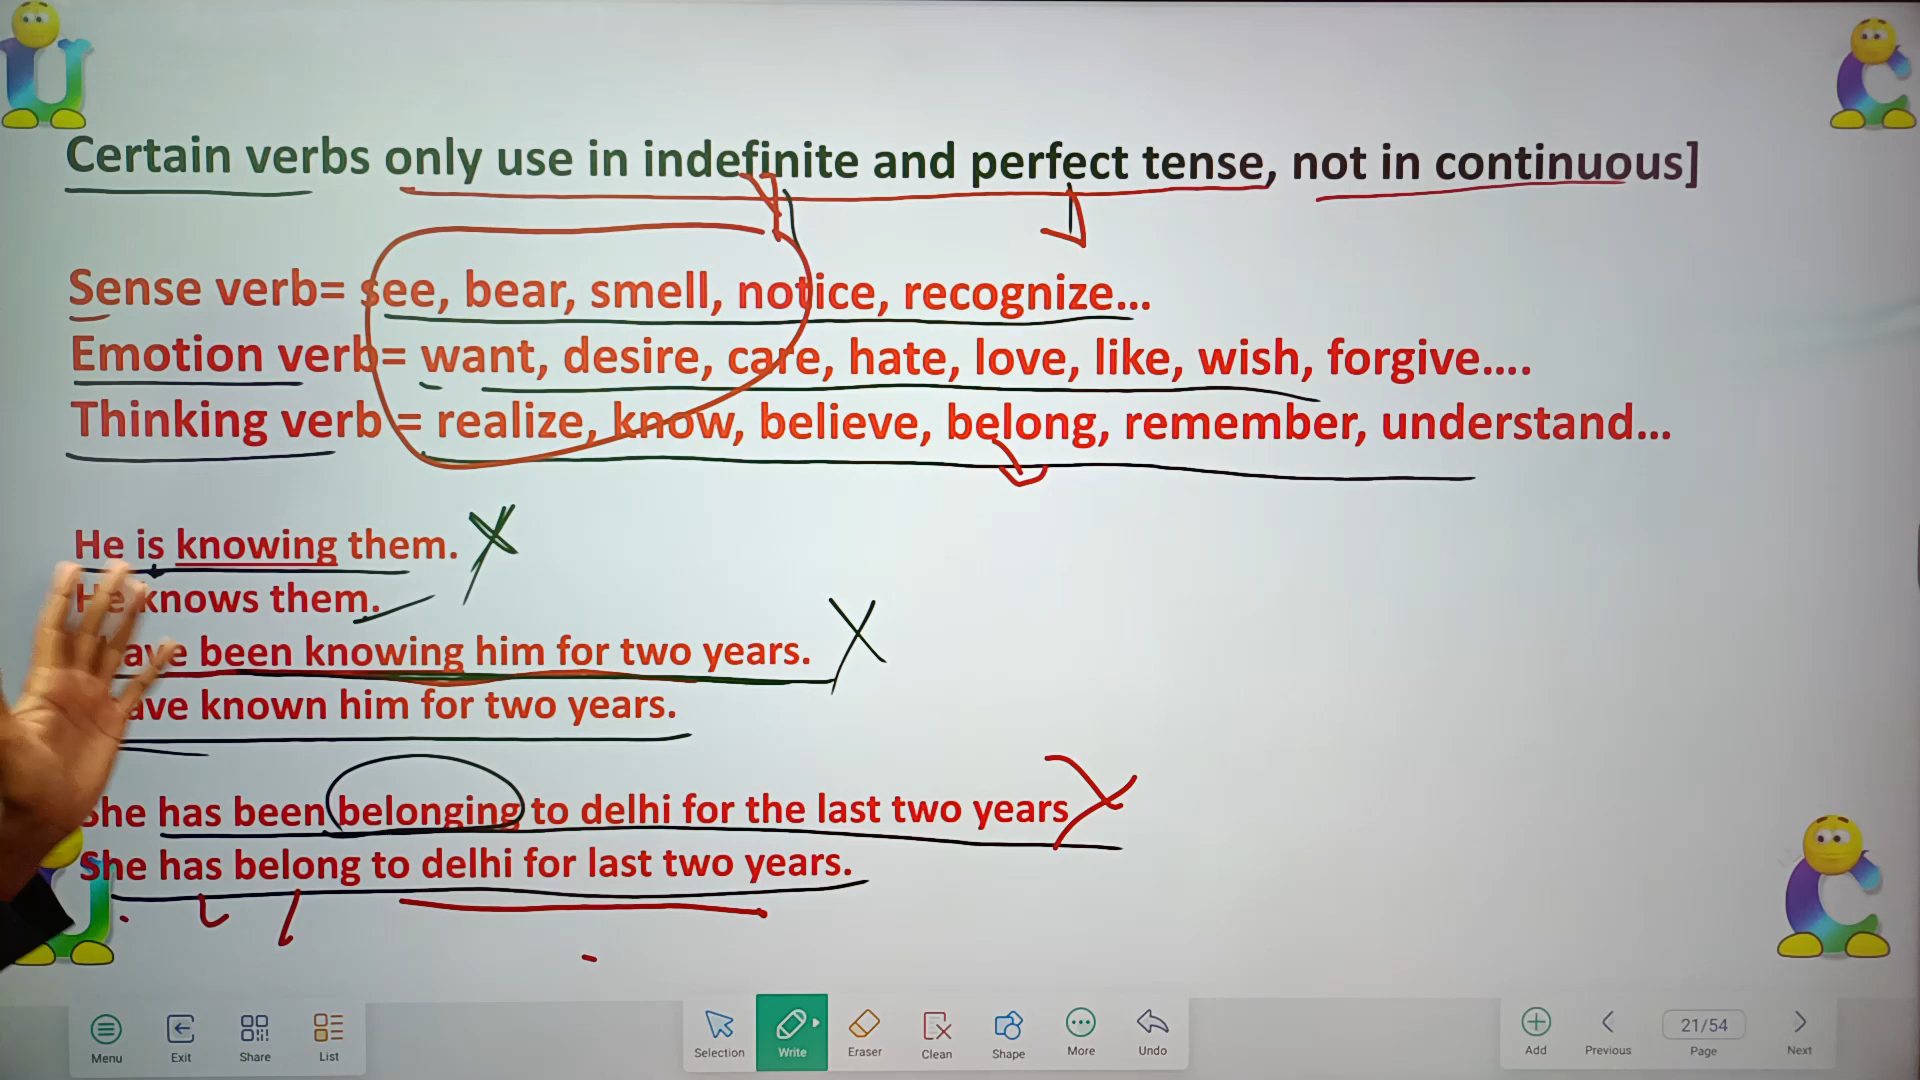 Certain verbs only use in indefinite and perfect tense, not in continuous]
Sense verb= see, bear, smell, notice, recognize...
Emotion verb= want, desire, care, hate, love, like, wish, forgive....
Thinking verb = realize, know, believe, belong, remember, understand...
He is knowing them.
He knows them.
have been knowing him for two years.
have known him for two years.
She has been belonging to delhi for the last two years
She has belong to delhi for last two years.
Menu Exit Share List Selection Write Eraser Clean Shape More Undo Add Previous 21/54 Page Next